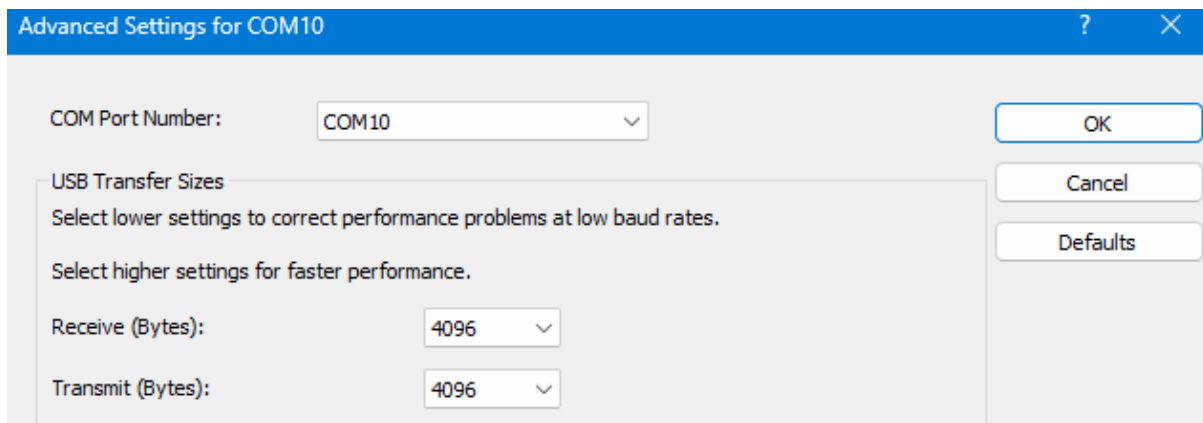 Advanced Settings for COM10 ?
COM Port Number: COM10 OK
USB Transfer Sizes Cancel
Select lower settings to correct performance problems at low baud rates.
Defaults
Select higher settings for faster performance.
Receive (Bytes): 4096
Transmit (Bytes): 4096